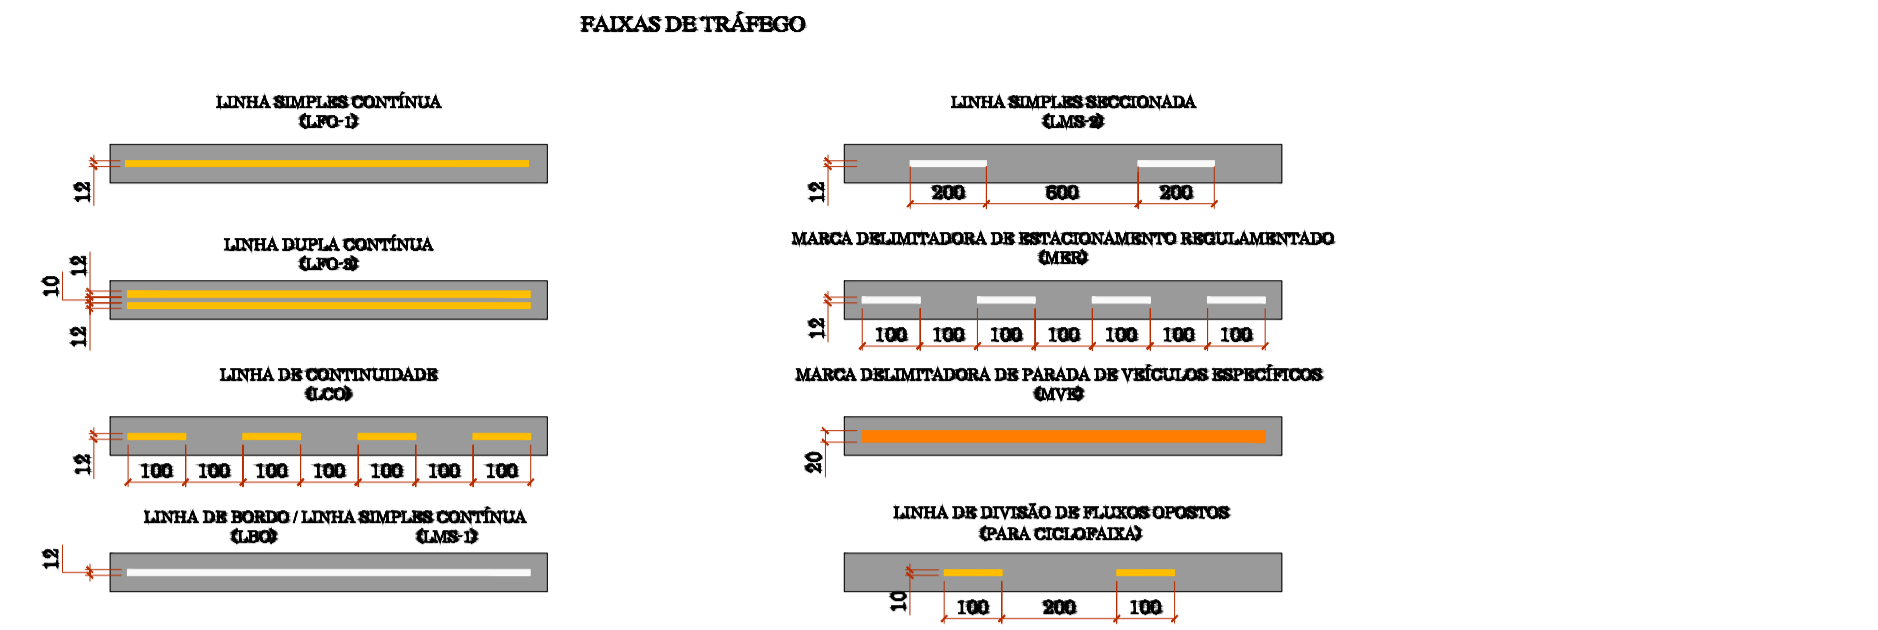 FAIXAS DE TRÁFEGO
LINHA SIMPLES CONTÍNUA
(LFO-1)
12
LINHA DUPLA CONTÍNUA
(LFO-3)
12
10
12
LINHA DE CONTINUIDADE
(LCO)
12
100 100 100 100 100 100 100
LINHA DE BORDO / LINHA SIMPLES CONTÍNUA
(LBO) (LMS-1)
12
LINHA SIMPLES SECCIONADA
(LMS-2)
12
200 600 200
MARCA DELIMITADORA DE ESTACIONAMENTO REGULAMENTADO
(MER)
12
100 100 100 100 100 100 100
MARCA DELIMITADORA DE PARADA DE VEÍCULOS ESPECÍFICOS
(MVE)
20
LINHA DE DIVISÃO DE FLUXOS OPOSTOS
(PARA CICLOFAIXA)
10
100 200 100